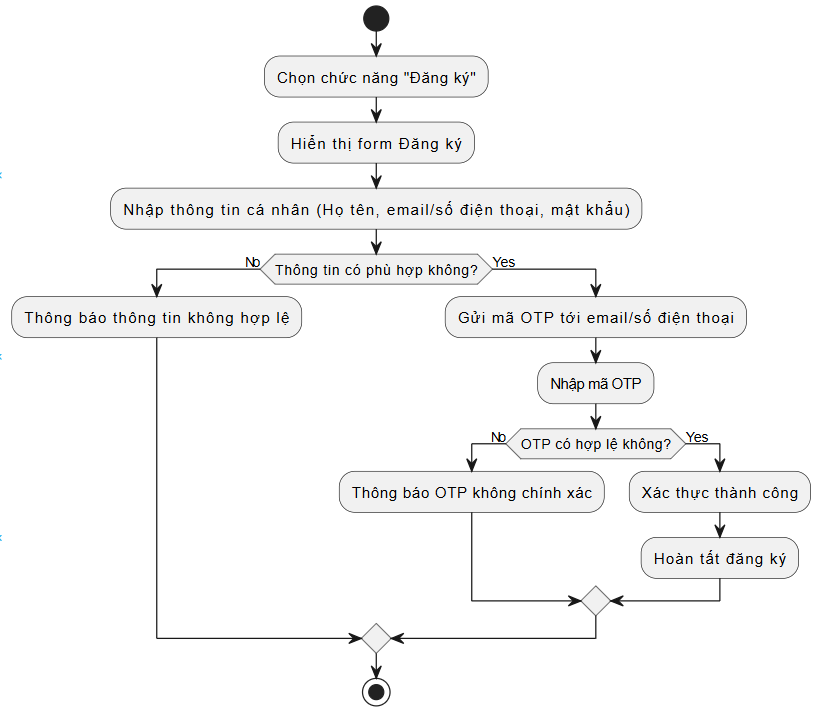 Chọn chức năng "Đăng ký"
Hiển thị form Đăng ký
Nhập thông tin cá nhân (Họ tên, email/số điện thoại, mật khẩu)
No
Thông tin có phù hợp không?
Yes
Thông báo thông tin không hợp lệ
Gửi mã OTP tới email/số điện thoại
Nhập mã OTP
No
OTP có hợp lệ không?
Yes
Thông báo OTP không chính xác
Xác thực thành công
Hoàn tất đăng ký